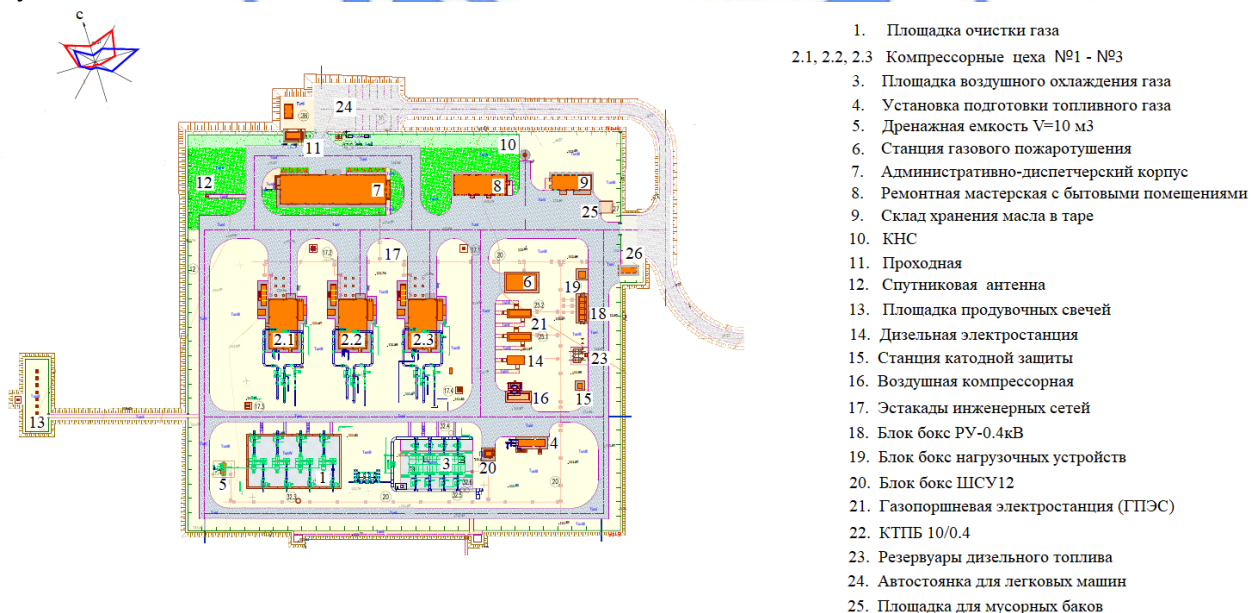 с
1. Площадка очистки газа
2.1, 2.2, 2.3 Компрессорные цеха №1 - №3
3. Площадка воздушного охлаждения газа
4. Установка подготовки топливного газа
5. Дренажная емкость V=10 м3
6. Станция газового пожаротушения
7. Административно-диспетчерский корпус
8. Ремонтная мастерская с бытовыми помещениями
9. Склад хранения масла в таре
10. КНС
11. Проходная
12. Спутниковая антенна
13. Площадка продувочных свечей
14. Дизельная электростанция
15. Станция катодной защиты
16. Воздушная компрессорная
17. Эстакады инженерных сетей
18. Блок бокс РУ-0.4кВ
19. Блок бокс нагрузочных устройств
20. Блок бокс ШСУ12
21. Газопоршневая электростанция (ГПЭС)
22. КТПБ 10/0.4
23. Резервуары дизельного топлива
24. Автостоянка для легковых машин
25. Площадка для мусорных баков
24
11
10
12
7
8
9
25
17
26
6
19
18
21
2.1
2.2
2.3
14
23
16
15
13
4
5
1
3
20